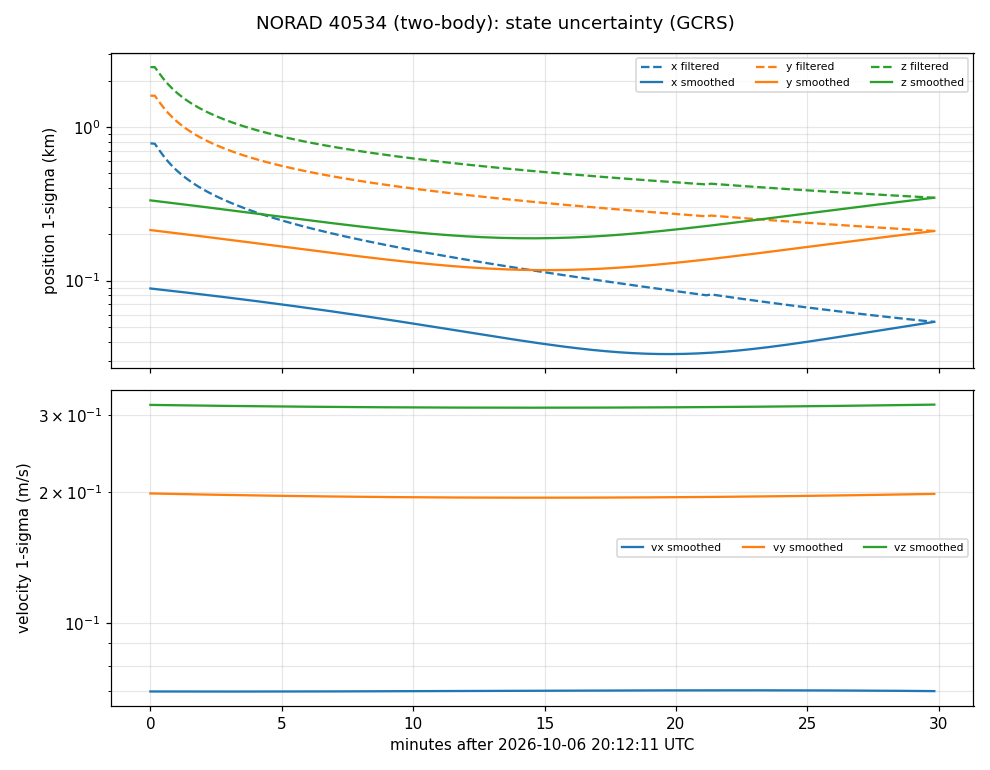 NORAD 40534 (two-body): state uncertainty (GCRS)
position 1-sigma (km)
10⁰
10⁻¹
x filtered y filtered z filtered
x smoothed y smoothed z smoothed
velocity 1-sigma (m/s)
3 × 10⁻¹
2 × 10⁻¹
10⁻¹
vx smoothed vy smoothed vz smoothed
0 5 10 15 20 25 30
minutes after 2026-10-06 20:12:11 UTC